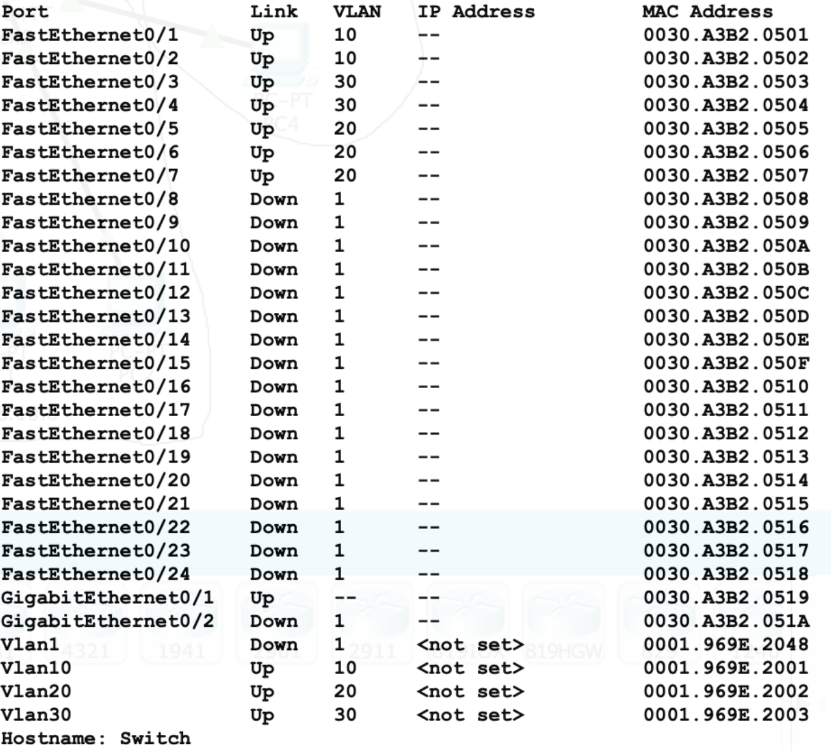 Port Link VLAN IP Address MAC Address
FastEthernet0/1 Up 10 -- 0030.A3B2.0501
FastEthernet0/2 Up 10 -- 0030.A3B2.0502
FastEthernet0/3 Up 30 -- 0030.A3B2.0503
FastEthernet0/4 Up 30 -- 0030.A3B2.0504
FastEthernet0/5 Up 20 -- 0030.A3B2.0505
FastEthernet0/6 Up 20 -- 0030.A3B2.0506
FastEthernet0/7 Up 20 -- 0030.A3B2.0507
FastEthernet0/8 Down 1 -- 0030.A3B2.0508
FastEthernet0/9 Down 1 -- 0030.A3B2.0509
FastEthernet0/10 Down 1 -- 0030.A3B2.050A
FastEthernet0/11 Down 1 -- 0030.A3B2.050B
FastEthernet0/12 Down 1 -- 0030.A3B2.050C
FastEthernet0/13 Down 1 -- 0030.A3B2.050D
FastEthernet0/14 Down 1 -- 0030.A3B2.050E
FastEthernet0/15 Down 1 -- 0030.A3B2.050F
FastEthernet0/16 Down 1 -- 0030.A3B2.0510
FastEthernet0/17 Down 1 -- 0030.A3B2.0511
FastEthernet0/18 Down 1 -- 0030.A3B2.0512
FastEthernet0/19 Down 1 -- 0030.A3B2.0513
FastEthernet0/20 Down 1 -- 0030.A3B2.0514
FastEthernet0/21 Down 1 -- 0030.A3B2.0515
FastEthernet0/22 Down 1 -- 0030.A3B2.0516
FastEthernet0/23 Down 1 -- 0030.A3B2.0517
FastEthernet0/24 Down 1 -- 0030.A3B2.0518
GigabitEthernet0/1 Up -- -- 0030.A3B2.0519
GigabitEthernet0/2 Down 1 -- 0030.A3B2.051A
Vlan1 Down 1 <not set> 0001.969E.2048
4321 1941 2901 2911 819HGW
Vlan10 Up 10 <not set> 0001.969E.2001
Vlan20 Up 20 <not set> 0001.969E.2002
Vlan30 Up 30 <not set> 0001.969E.2003
Hostname: Switch